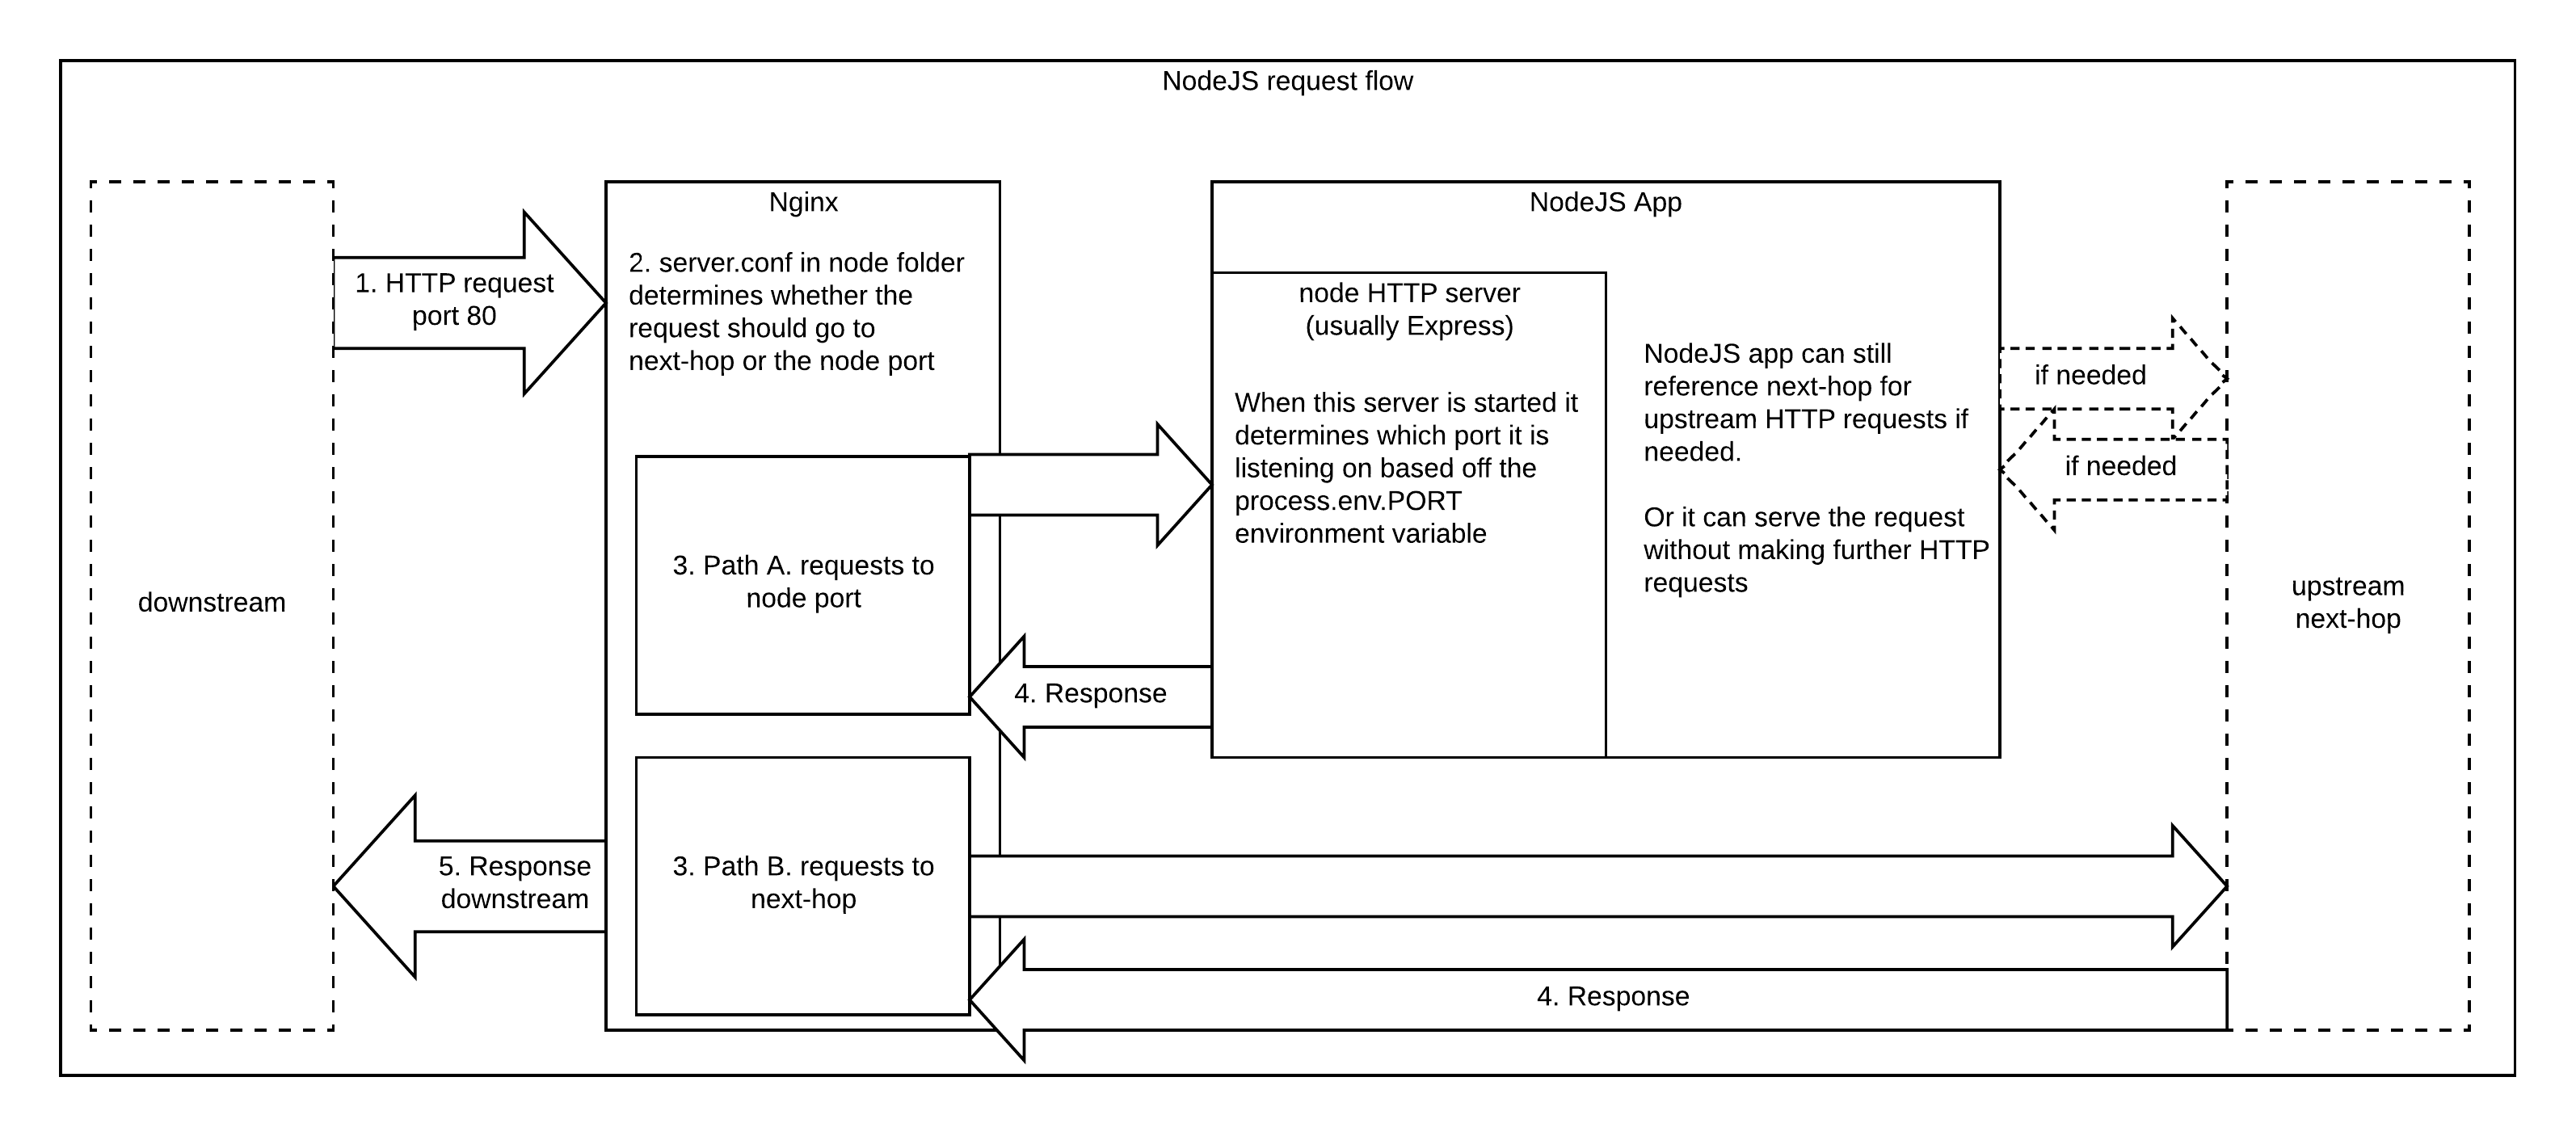 NodeJS request flow
downstream
1. HTTP request
port 80
Nginx
2. server.conf in node folder
determines whether the
request should go to
next-hop or the node port
3. Path A. requests to
node port
4. Response
3. Path B. requests to
next-hop
5. Response
downstream
NodeJS App
node HTTP server
(usually Express)
When this server is started it
determines which port it is
listening on based off the
process.env.PORT
environment variable
NodeJS app can still
reference next-hop for
upstream HTTP requests if
needed.
Or it can serve the request
without making further HTTP
requests
if needed
if needed
upstream
next-hop
4. Response